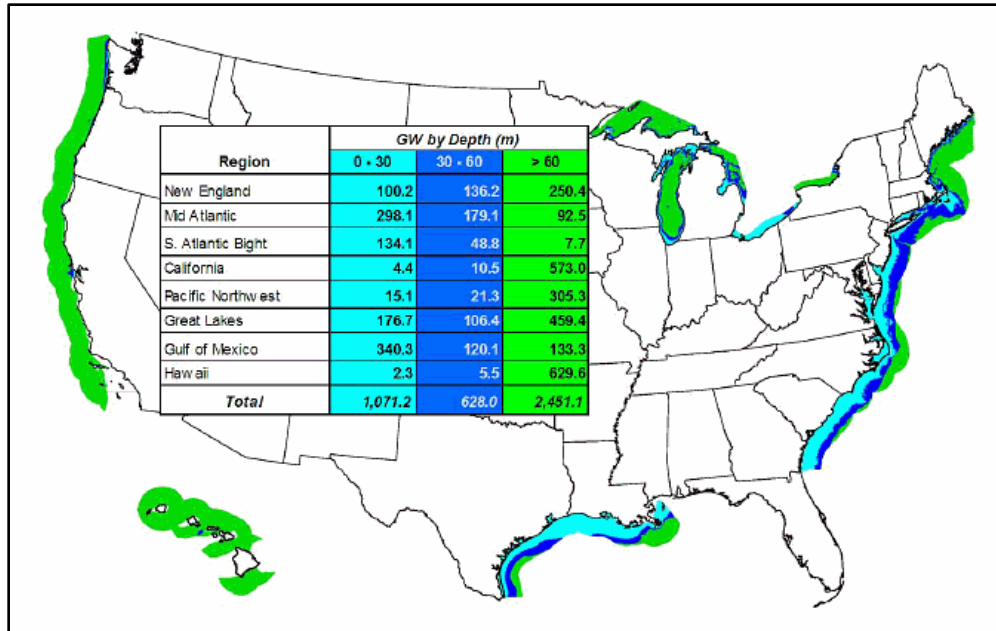 GW by Depth (m)
Region 0 - 30 30 - 60 > 60
New England 100.2 136.2 250.4
Mid Atlantic 298.1 179.1 92.5
S. Atlantic Bight 134.1 48.8 7.7
California 4.4 10.5 573.0
Pacific Northwest 15.1 21.3 305.3
Great Lakes 176.7 106.4 459.4
Gulf of Mexico 340.3 120.1 133.3
Hawaii 2.3 5.5 629.6
Total 1,071.2 628.0 2,451.1